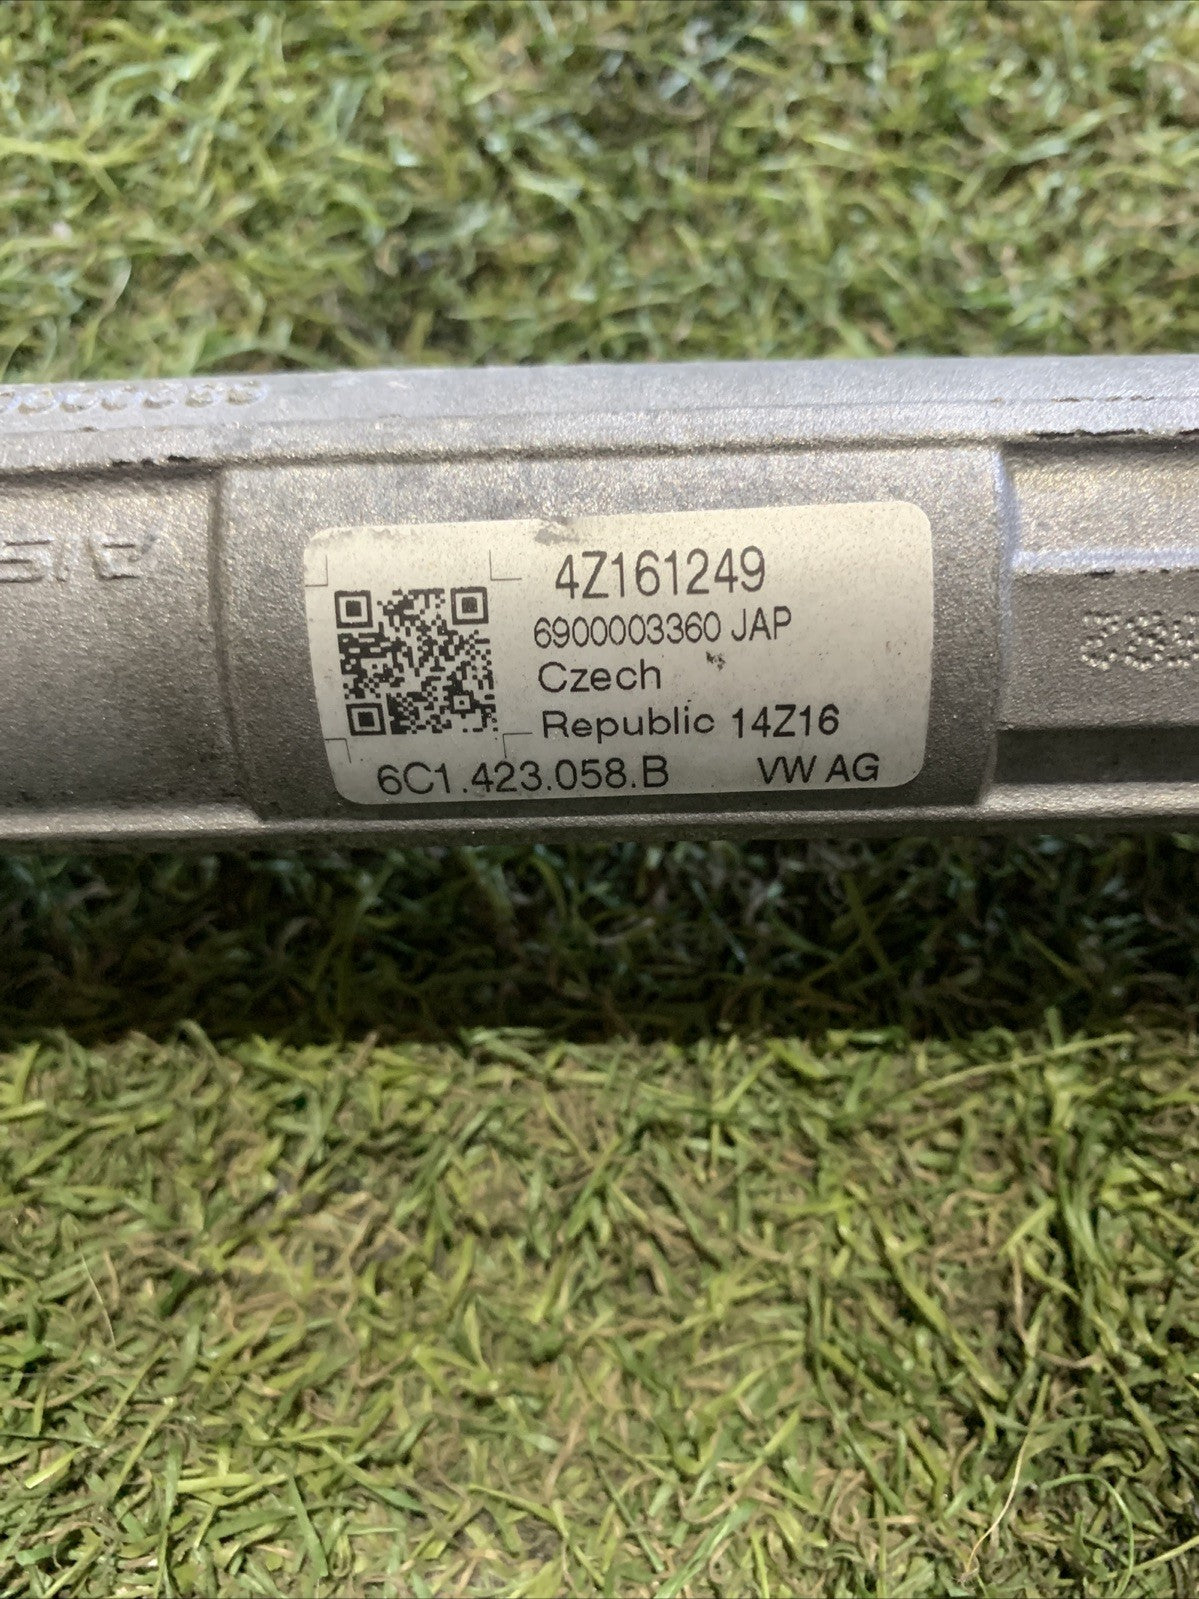 4Z161249
6900003360 JAP
Czech
Republic 14Z16
6C1.423.058.B VW AG